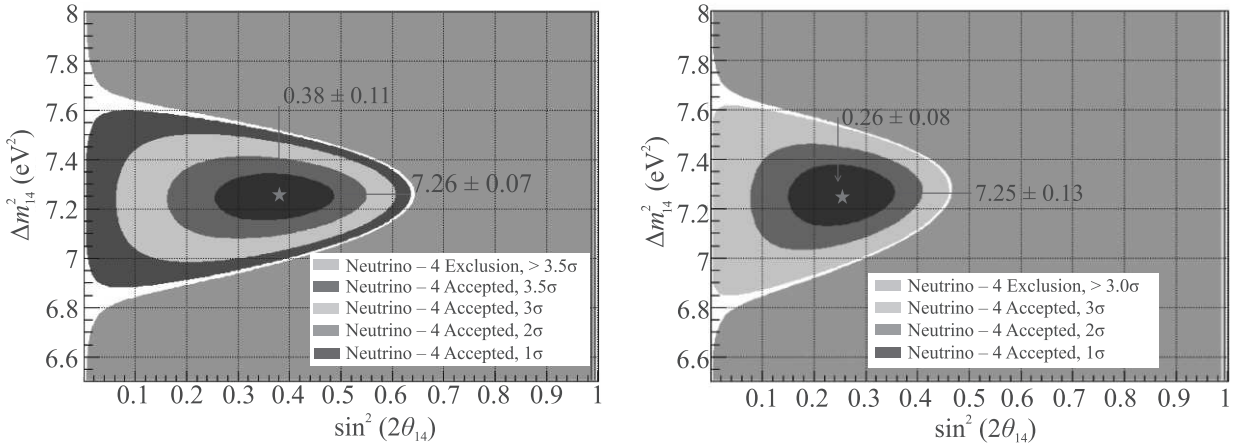 8
7.8
7.6
7.4
7.2
7
6.8
6.6
Δm²₁₄ (eV²)
0.38 ± 0.11
7.26 ± 0.07
Neutrino – 4 Exclusion, > 3.5σ
Neutrino – 4 Accepted, 3.5σ
Neutrino – 4 Accepted, 3σ
Neutrino – 4 Accepted, 2σ
Neutrino – 4 Accepted, 1σ
0.1 0.2 0.3 0.4 0.5 0.6 0.7 0.8 0.9 1
sin² (2θ₁₄)
8
7.8
7.6
7.4
7.2
7
6.8
6.6
Δm²₁₄ (eV²)
0.26 ± 0.08
7.25 ± 0.13
Neutrino – 4 Exclusion, > 3.0σ
Neutrino – 4 Accepted, 3σ
Neutrino – 4 Accepted, 2σ
Neutrino – 4 Accepted, 1σ
0.1 0.2 0.3 0.4 0.5 0.6 0.7 0.8 0.9 1
sin² (2θ₁₄)